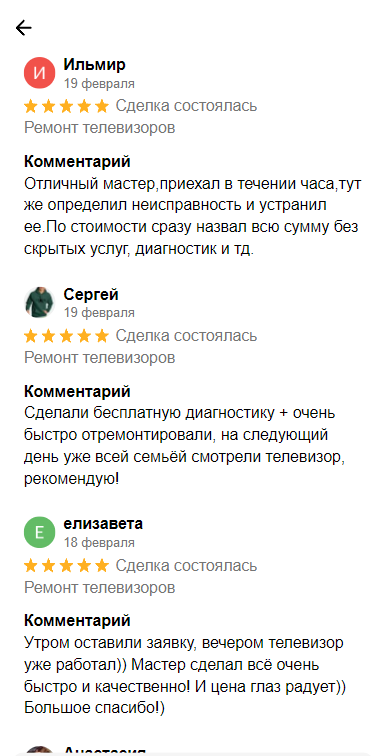 И
Ильмир
19 февраля
Сделка состоялась
Ремонт телевизоров
Комментарий
Отличный мастер,приехал в течении часа,тут
же определил неисправность и устранил
ее.По стоимости сразу назвал всю сумму без
скрытых услуг, диагностик и тд.
Сергей
19 февраля
Сделка состоялась
Ремонт телевизоров
Комментарий
Сделали бесплатную диагностику + очень
быстро отремонтировали, на следующий
день уже всей семьёй смотрели телевизор,
рекомендую!
Е
елизавета
18 февраля
Сделка состоялась
Ремонт телевизоров
Комментарий
Утром оставили заявку, вечером телевизор
уже работал)) Мастер сделал всё очень
быстро и качественно! И цена глаз радует))
Большое спасибо!)
Анастасия